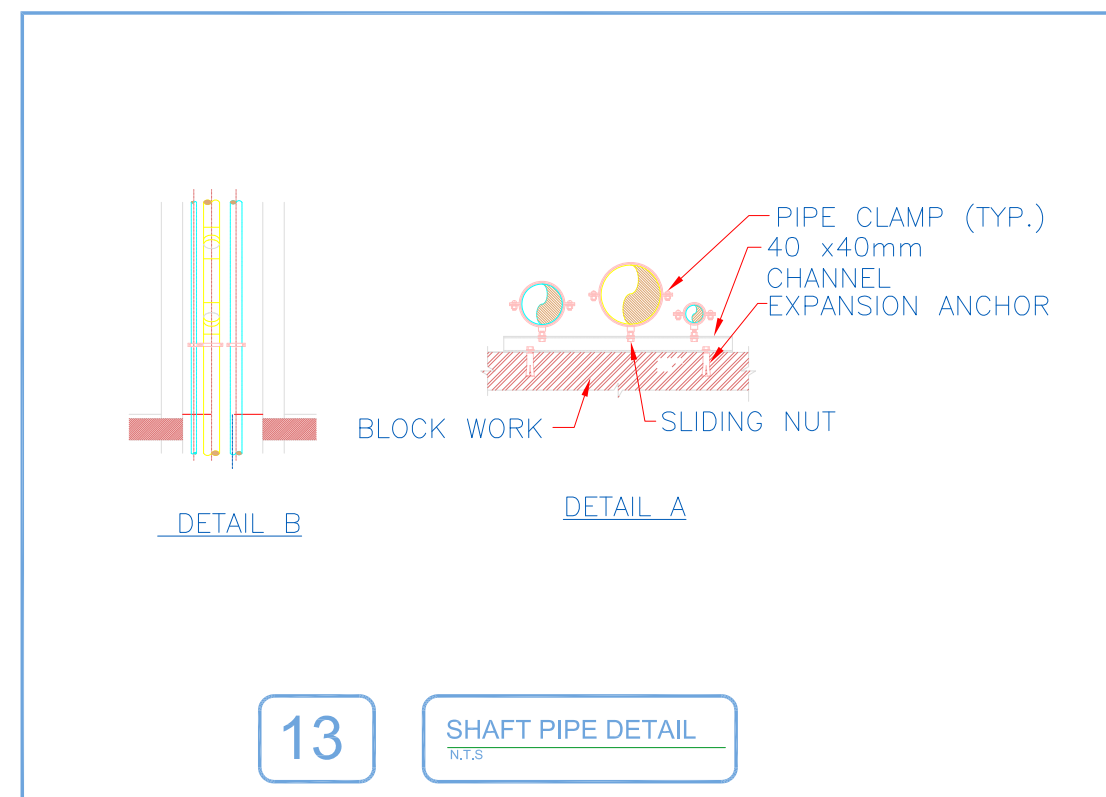 PIPE CLAMP (TYP.)
40 x40mm
CHANNEL
EXPANSION ANCHOR
BLOCK WORK
SLIDING NUT
DETAIL B
DETAIL A
13
SHAFT PIPE DETAIL
N.T.S